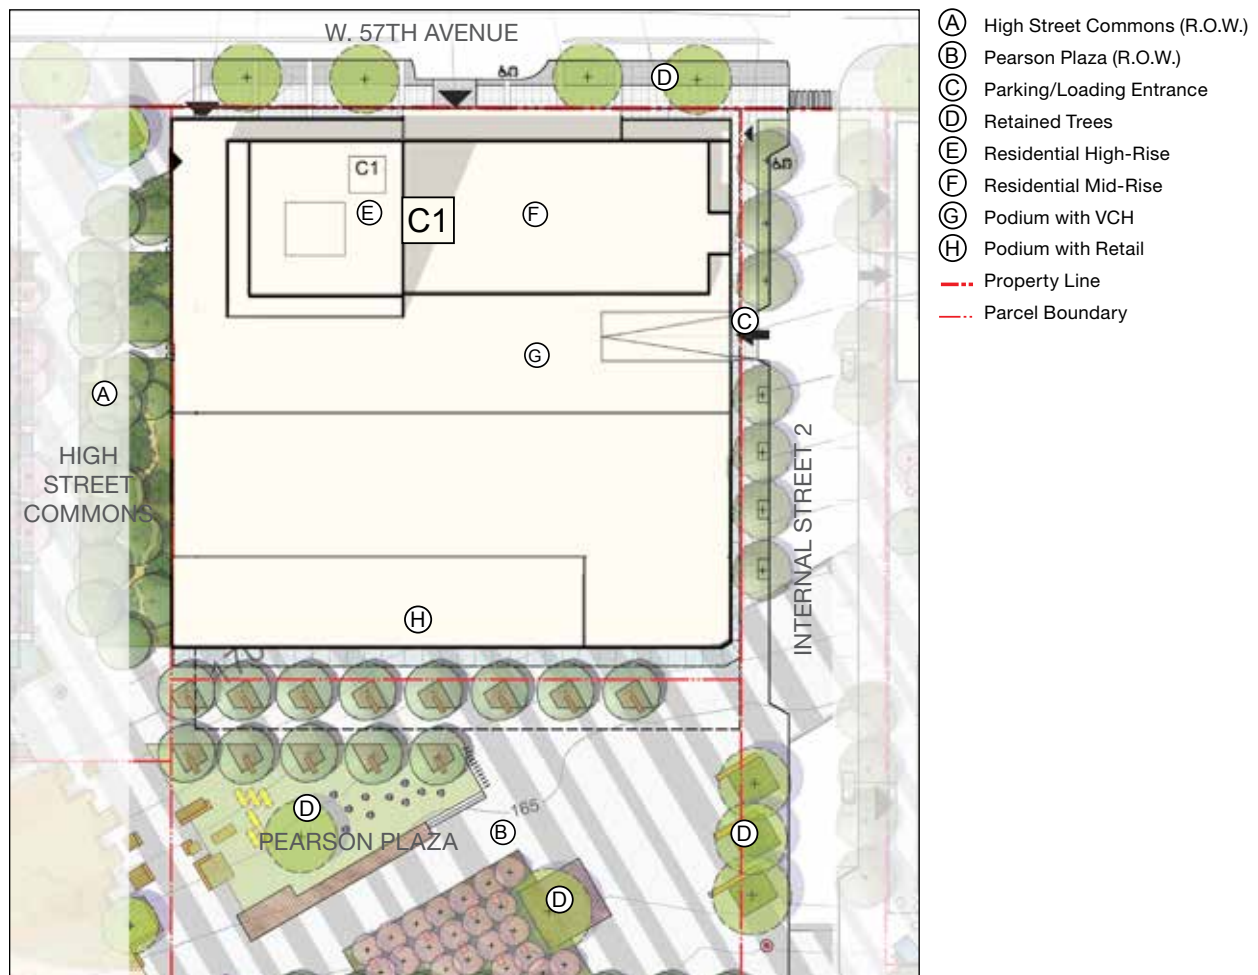 W. 57TH AVENUE
D
C1
E
C1
F
C
G
A
HIGH
STREET
COMMONS
INTERNAL STREET 2
H
165
D
PEARSON PLAZA
B
D
D
A High Street Commons (R.O.W.)
B Pearson Plaza (R.O.W.)
C Parking/Loading Entrance
D Retained Trees
E Residential High-Rise
F Residential Mid-Rise
G Podium with VCH
H Podium with Retail
Property Line
Parcel Boundary